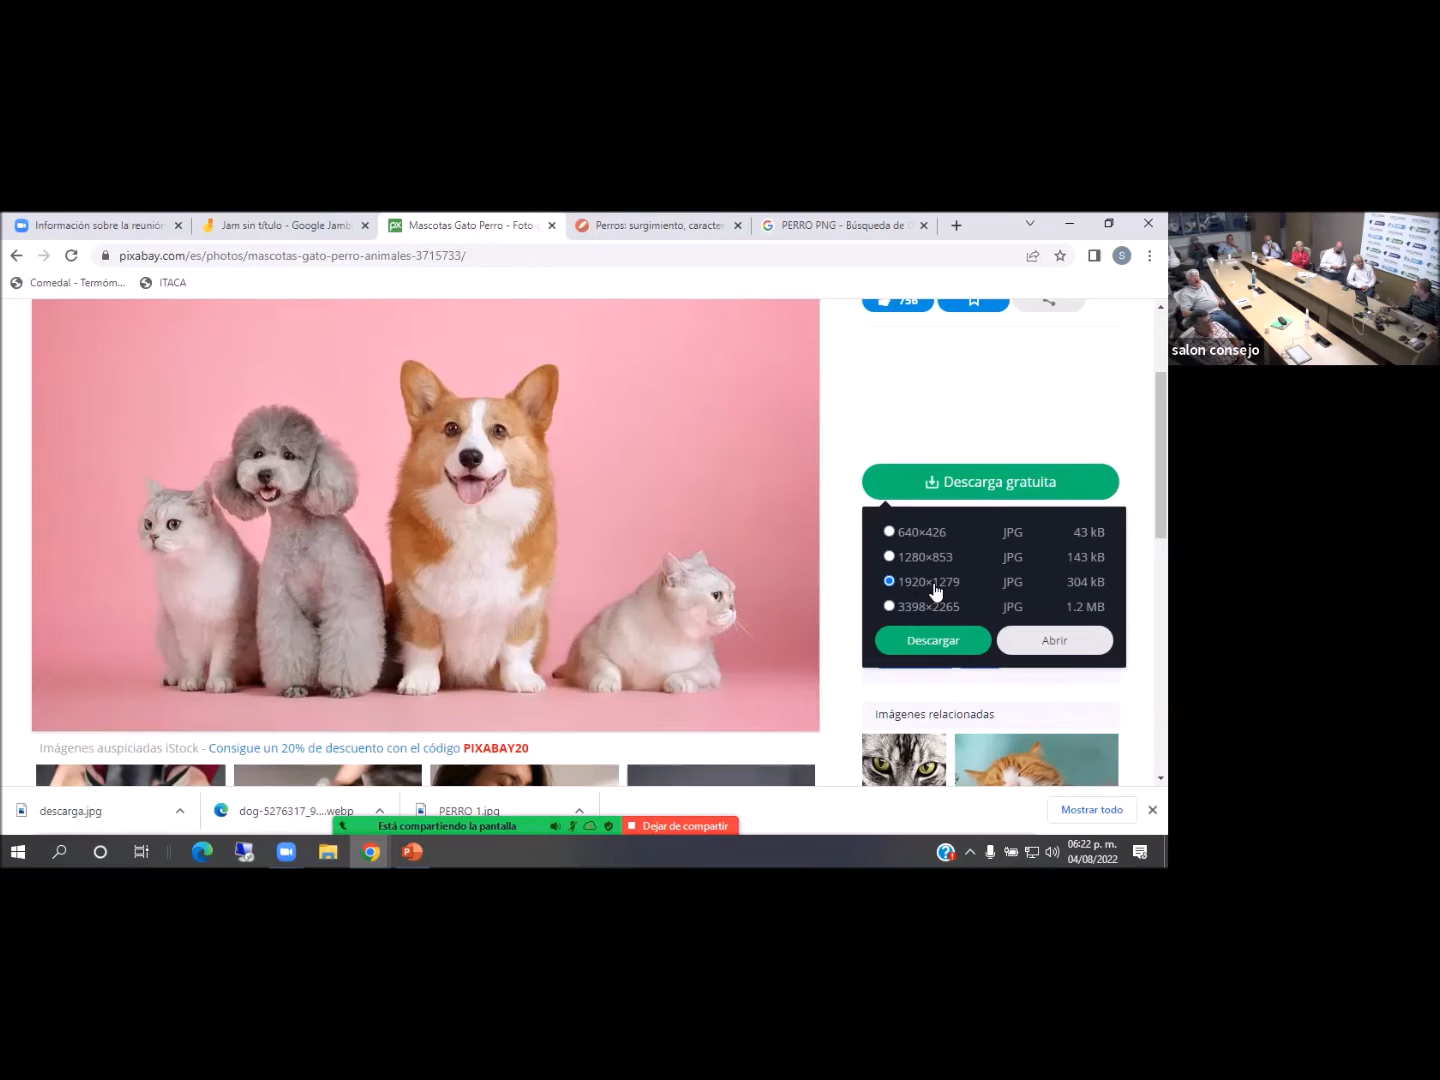 Información sobre la reunión
Jam sin título - Google Jamb
Mascotas Gato Perro - Foto
Perros: surgimiento, caracte
PERRO PNG - Búsqueda de
pixabay.com/es/photos/mascotas-gato-perro-animales-3715733/
S
Comedal - Termóm...
ITACA
756
salon consejo
Descarga gratuita
640×426 JPG 43 kB
1280×853 JPG 143 kB
1920×1279 JPG 304 kB
3398×2265 JPG 1.2 MB
Descargar
Abrir
Imágenes relacionadas
Imágenes auspiciadas iStock - Consigue un 20% de descuento con el código PIXABAY20
descarga.jpg
dog-5276317_9....webp
PERRO 1.jpg
Mostrar todo
Está compartiendo la pantalla
Dejar de compartir
06:22 p. m.
04/08/2022